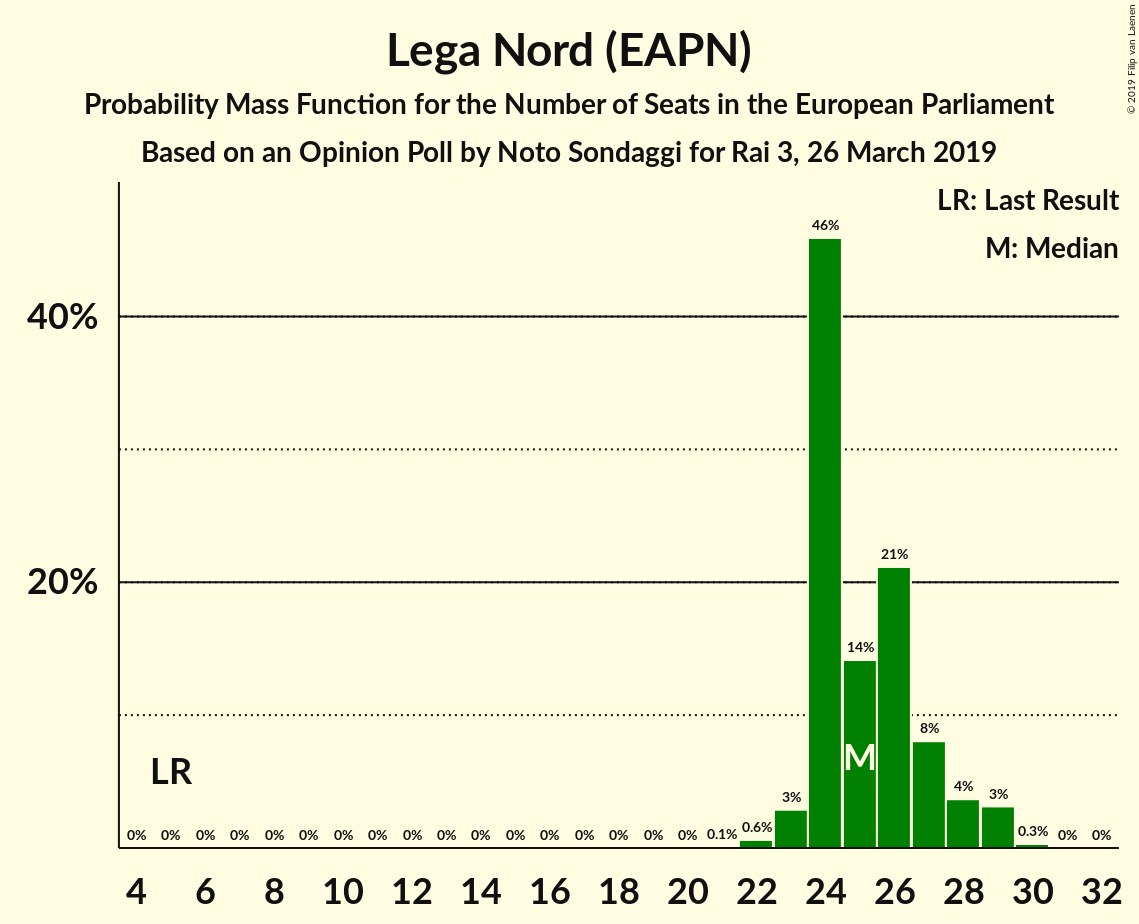 Lega Nord (EAPN)
Probability Mass Function for the Number of Seats in the European Parliament
Based on an Opinion Poll by Noto Sondaggi for Rai 3, 26 March 2019
© 2019 Filip van Laenen
LR: Last Result
M: Median
46%
40%
21%
20%
14%
8%
M
LR
4%
3%
3%
0% 0% 0% 0% 0% 0% 0% 0% 0% 0% 0% 0% 0% 0% 0% 0% 0% 0.1% 0.6% 0.3% 0% 0%
4 6 8 10 12 14 16 18 20 22 24 26 28 30 32